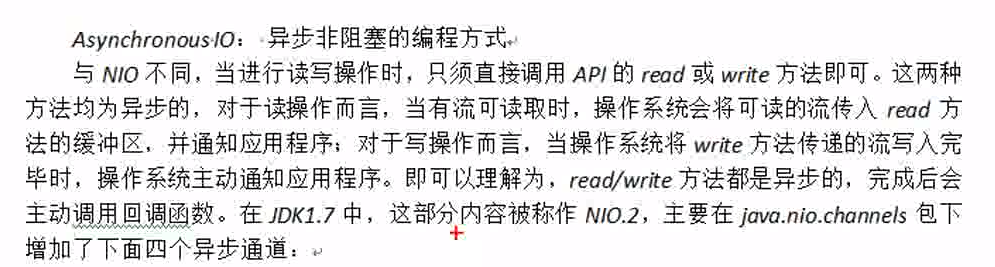 Asynchronous IO： 异步非阻塞的编程方式
与 NIO 不同，当进行读写操作时，只须直接调用 API 的 read 或 write 方法即可。这两种
方法均为异步的，对于读操作而言，当有流可读取时，操作系统会将可读的流传入 read 方
法的缓冲区，并通知应用程序；对于写操作而言，当操作系统将 write 方法传递的流写入完
毕时，操作系统主动通知应用程序。即可以理解为，read/write 方法都是异步的，完成后会
主动调用回调函数。在 JDK1.7 中，这部分内容被称作 NIO.2，主要在 java.nio.channels 包下
增加了下面四个异步通道：